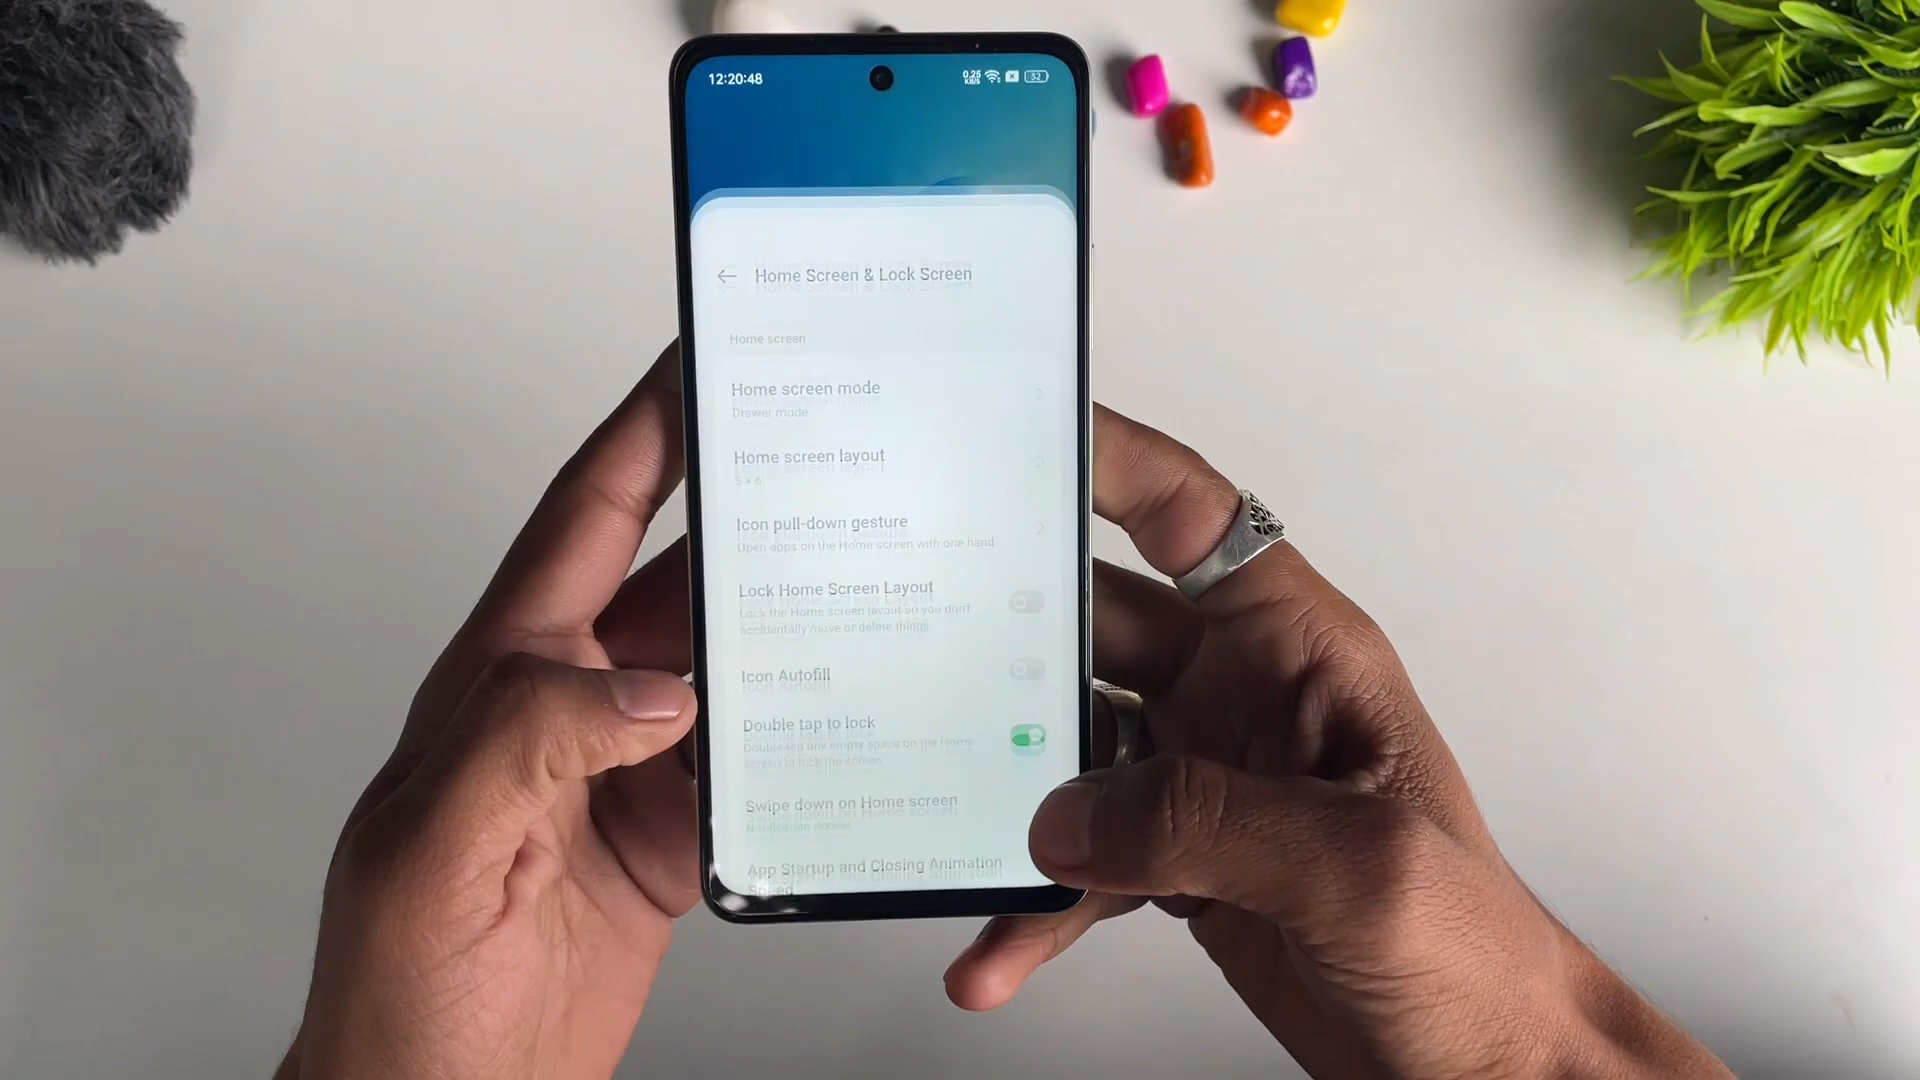 12:20:48
0.25
KB/S
52
Home Screen & Lock Screen
Home screen
Home screen mode
Drawer mode
Home screen layout
5 × 6
Icon pull-down gesture
Open apps on the Home screen with one hand
Lock Home Screen Layout
Lock the Home screen layout so you don't
accidentally move or delete things
Icon Autofill
Double tap to lock
Double-tap any empty space on the Home
screen to lock the screen
Swipe down on Home screen
Notification drawer
App Startup and Closing Animation
Speed